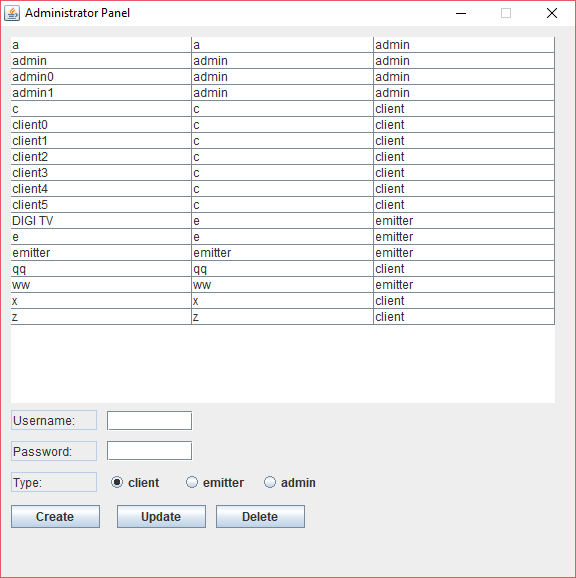 Administrator Panel
a a admin
admin admin admin
admin0 admin admin
admin1 admin admin
c c client
client0 c client
client1 c client
client2 c client
client3 c client
client4 c client
client5 c client
DIGI TV e emitter
e e emitter
emitter emitter emitter
qq qq client
ww ww emitter
x x client
z z client
Username:
Password:
Type: client emitter admin
Create Update Delete